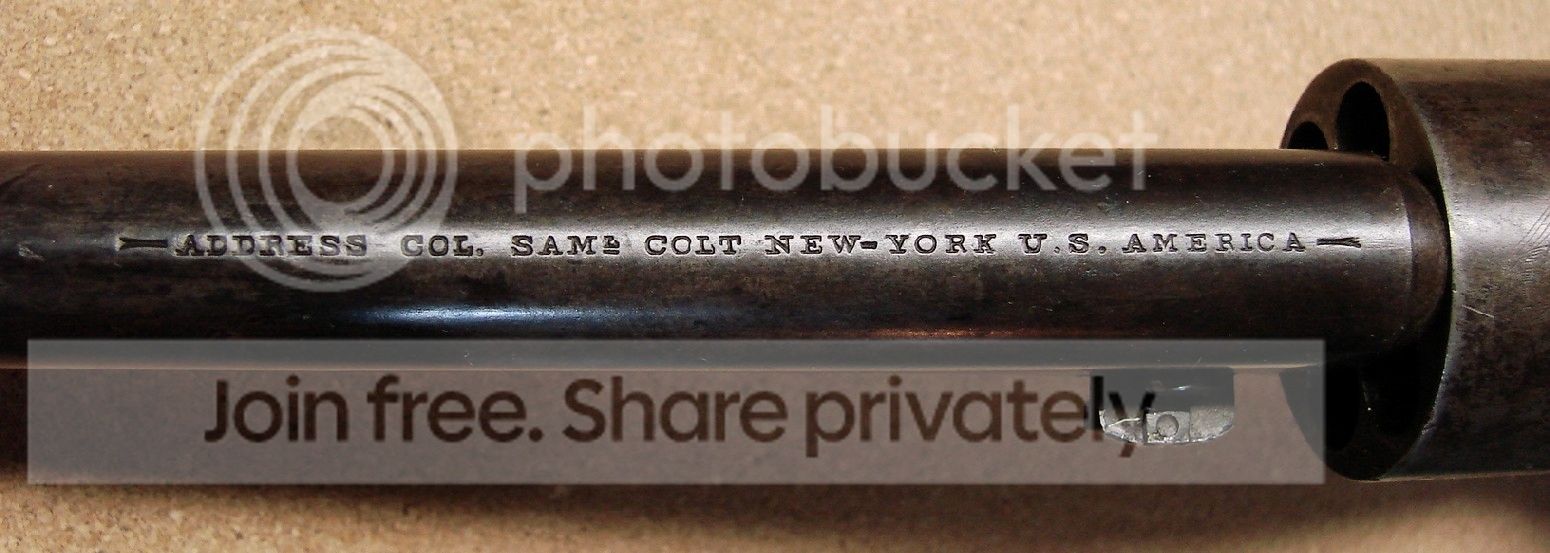 photobucket
ADDRESS COL. SAMᴸ COLT NEW-YORK U.S. AMERICA
Join free. Share privately